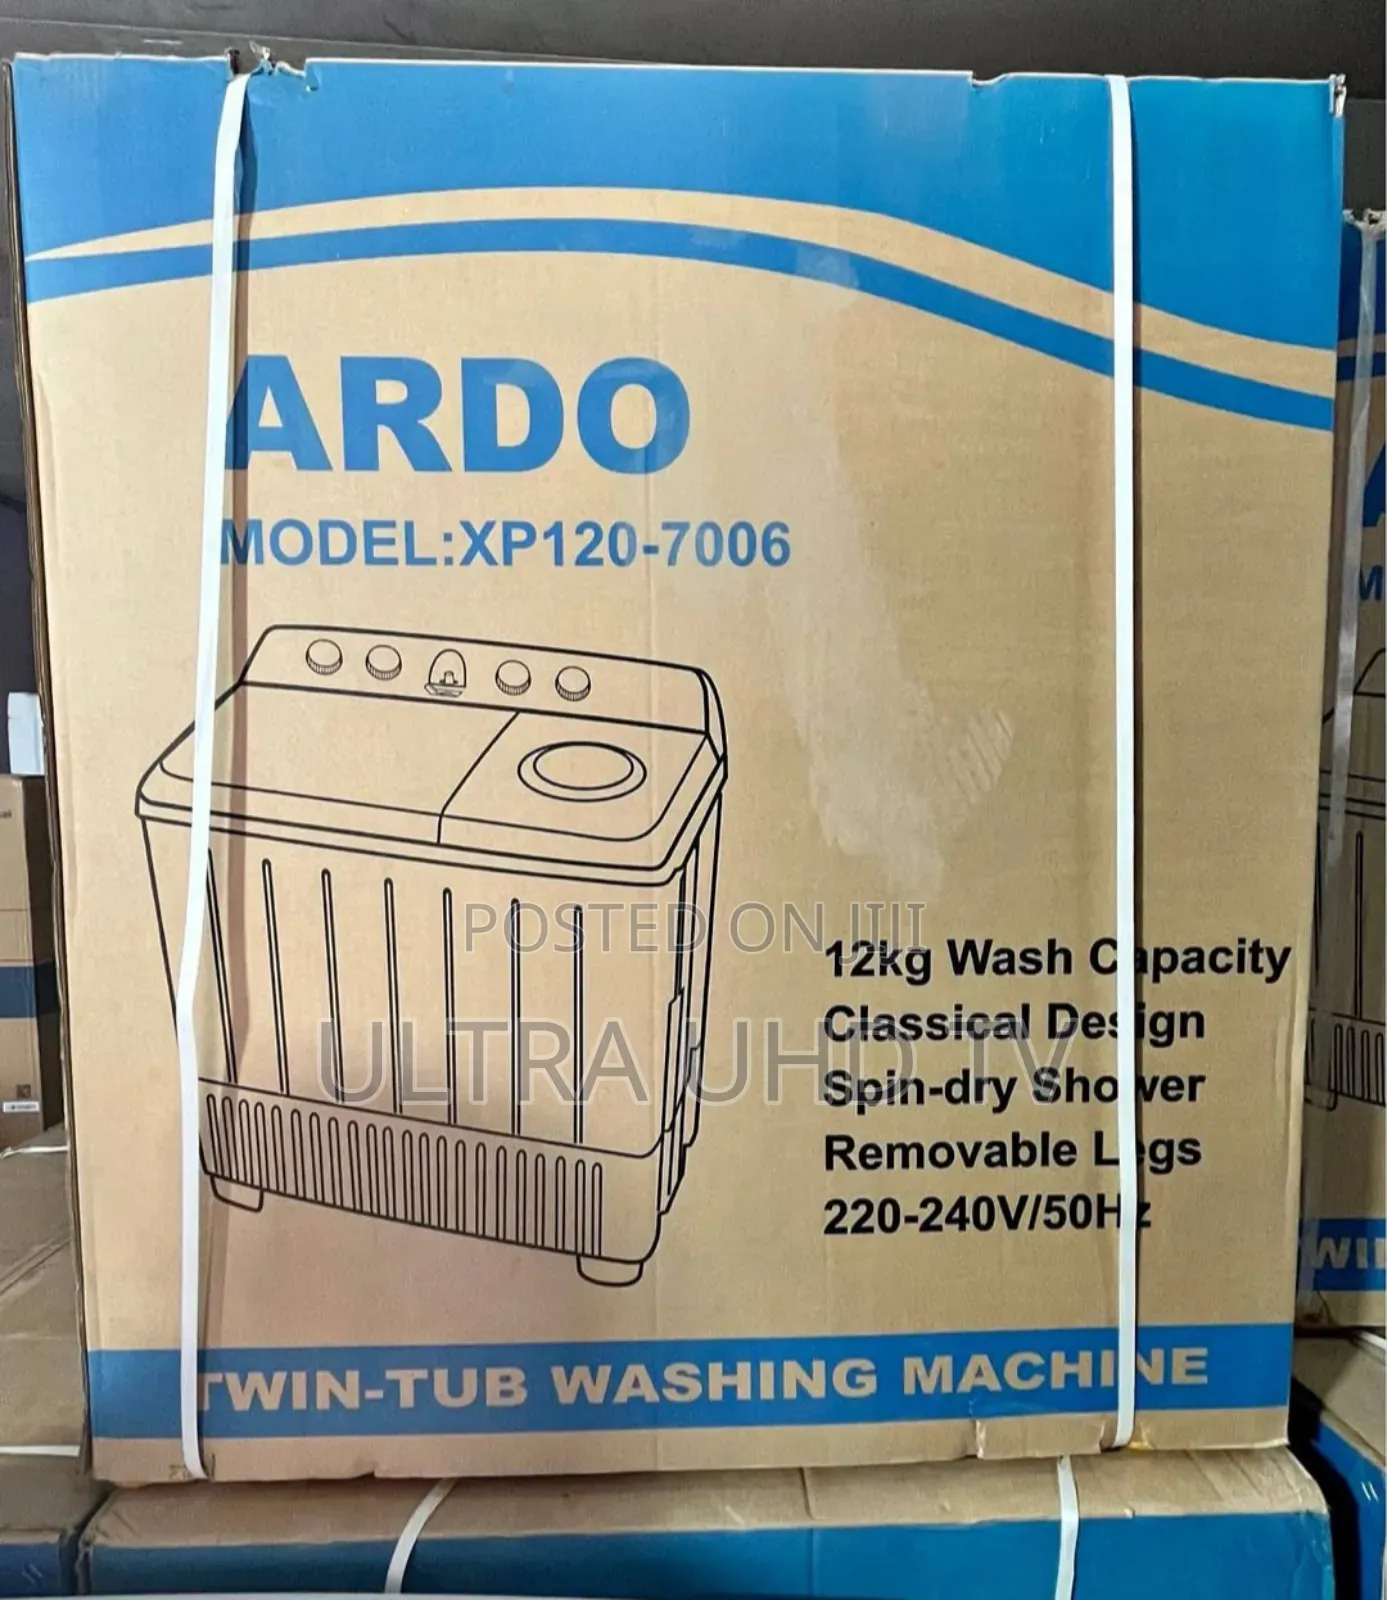 ARDO
MODEL:XP120-7006
POSTED ON JIJI
12kg Wash Capacity
ULTRA UHD TV
Classical Design
Spin-dry Shower
Removable Legs
220-240V/50Hz
TWIN-TUB WASHING MACHINE